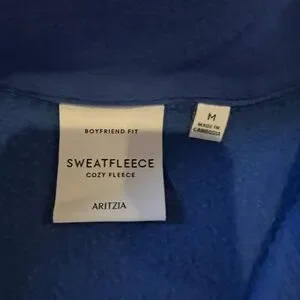 BOYFRIEND FIT
SWEATFLEECE
COZY FLEECE
ARITZIA
M
MADE IN
CAMBODIA